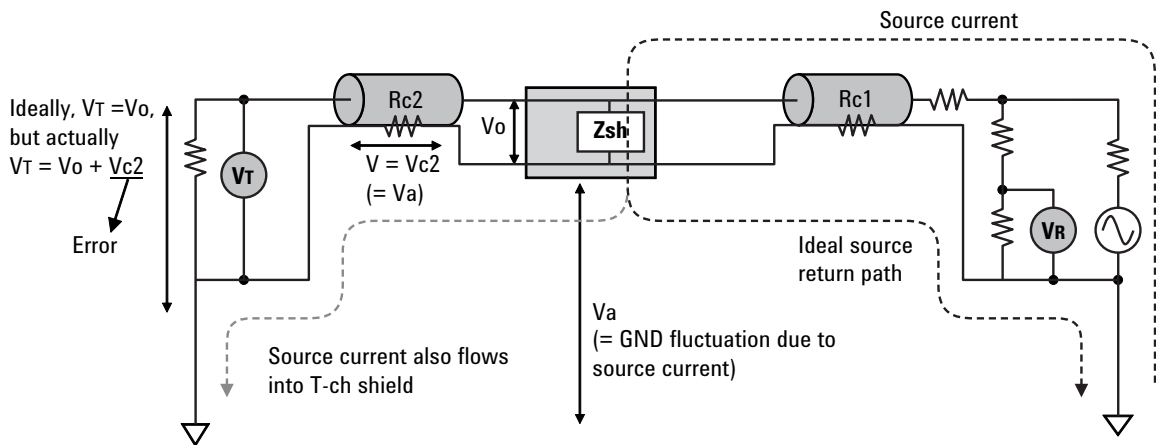 Source current
Ideally, VT =Vo,
but actually
VT = Vo + Vc2
Error
VT
Rc2
V = Vc2
(= Va)
Vo
Zsh
Rc1
VR
Ideal source
return path
Va
(= GND fluctuation due to
source current)
Source current also flows
into T-ch shield